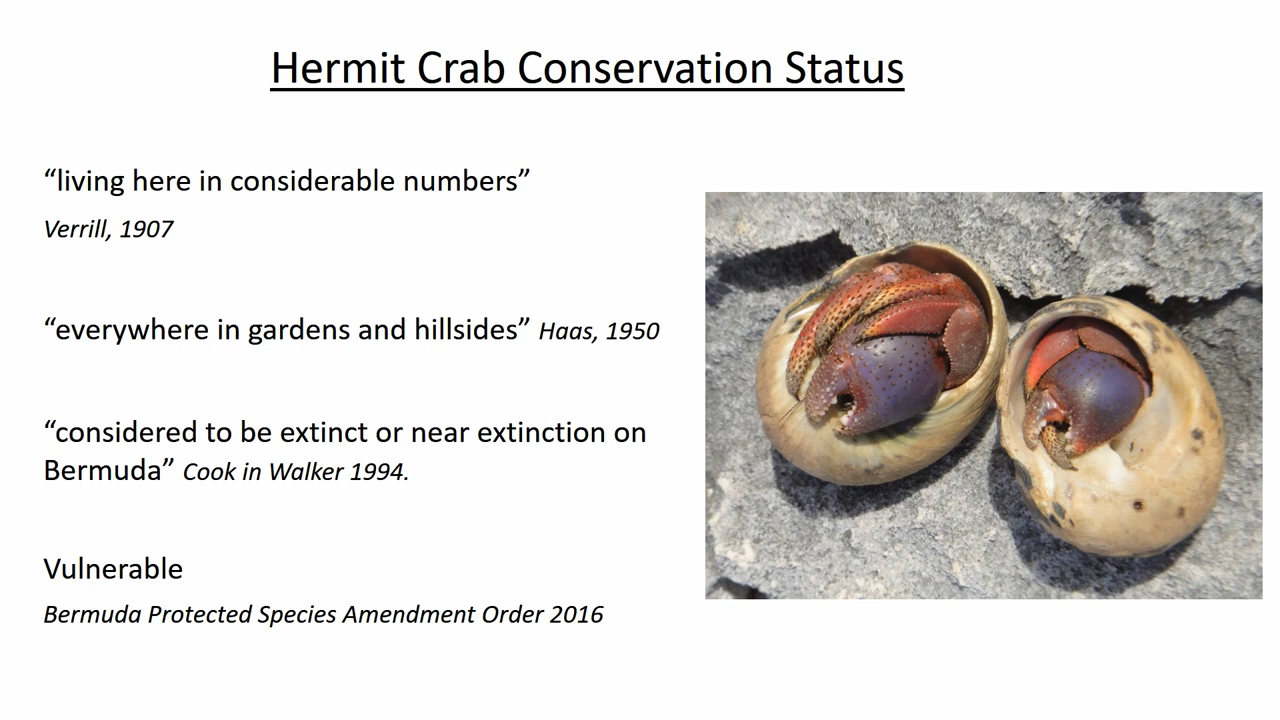 Hermit Crab Conservation Status
“living here in considerable numbers”
Verrill, 1907
“everywhere in gardens and hillsides” Haas, 1950
“considered to be extinct or near extinction on
Bermuda” Cook in Walker 1994.
Vulnerable
Bermuda Protected Species Amendment Order 2016